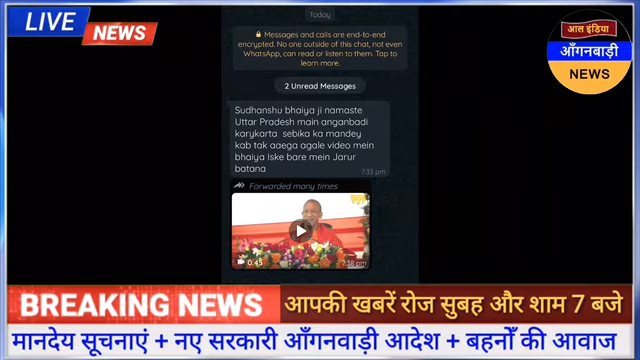 LIVE
NEWS
आल इंडिया
आँगनबाड़ी
NEWS
Today
Messages and calls are end-to-end
encrypted. No one outside of this chat, not even
WhatsApp, can read or listen to them. Tap to
learn more.
2 Unread Messages
Sudhanshu bhaiya ji namaste
Uttar Pradesh main anganbadi
karykarta sebika ka mandey
kab tak aaega agale video mein
bhaiya Iske bare mein Jarur
batana
7:33 pm
Forwarded many times
0:45
7:38 pm
BREAKING NEWS
आपकी खबरें रोज सुबह और शाम 7 बजे
मानदेय सूचनाएं + नए सरकारी आँगनवाड़ी आदेश + बहनोँ की आवाज